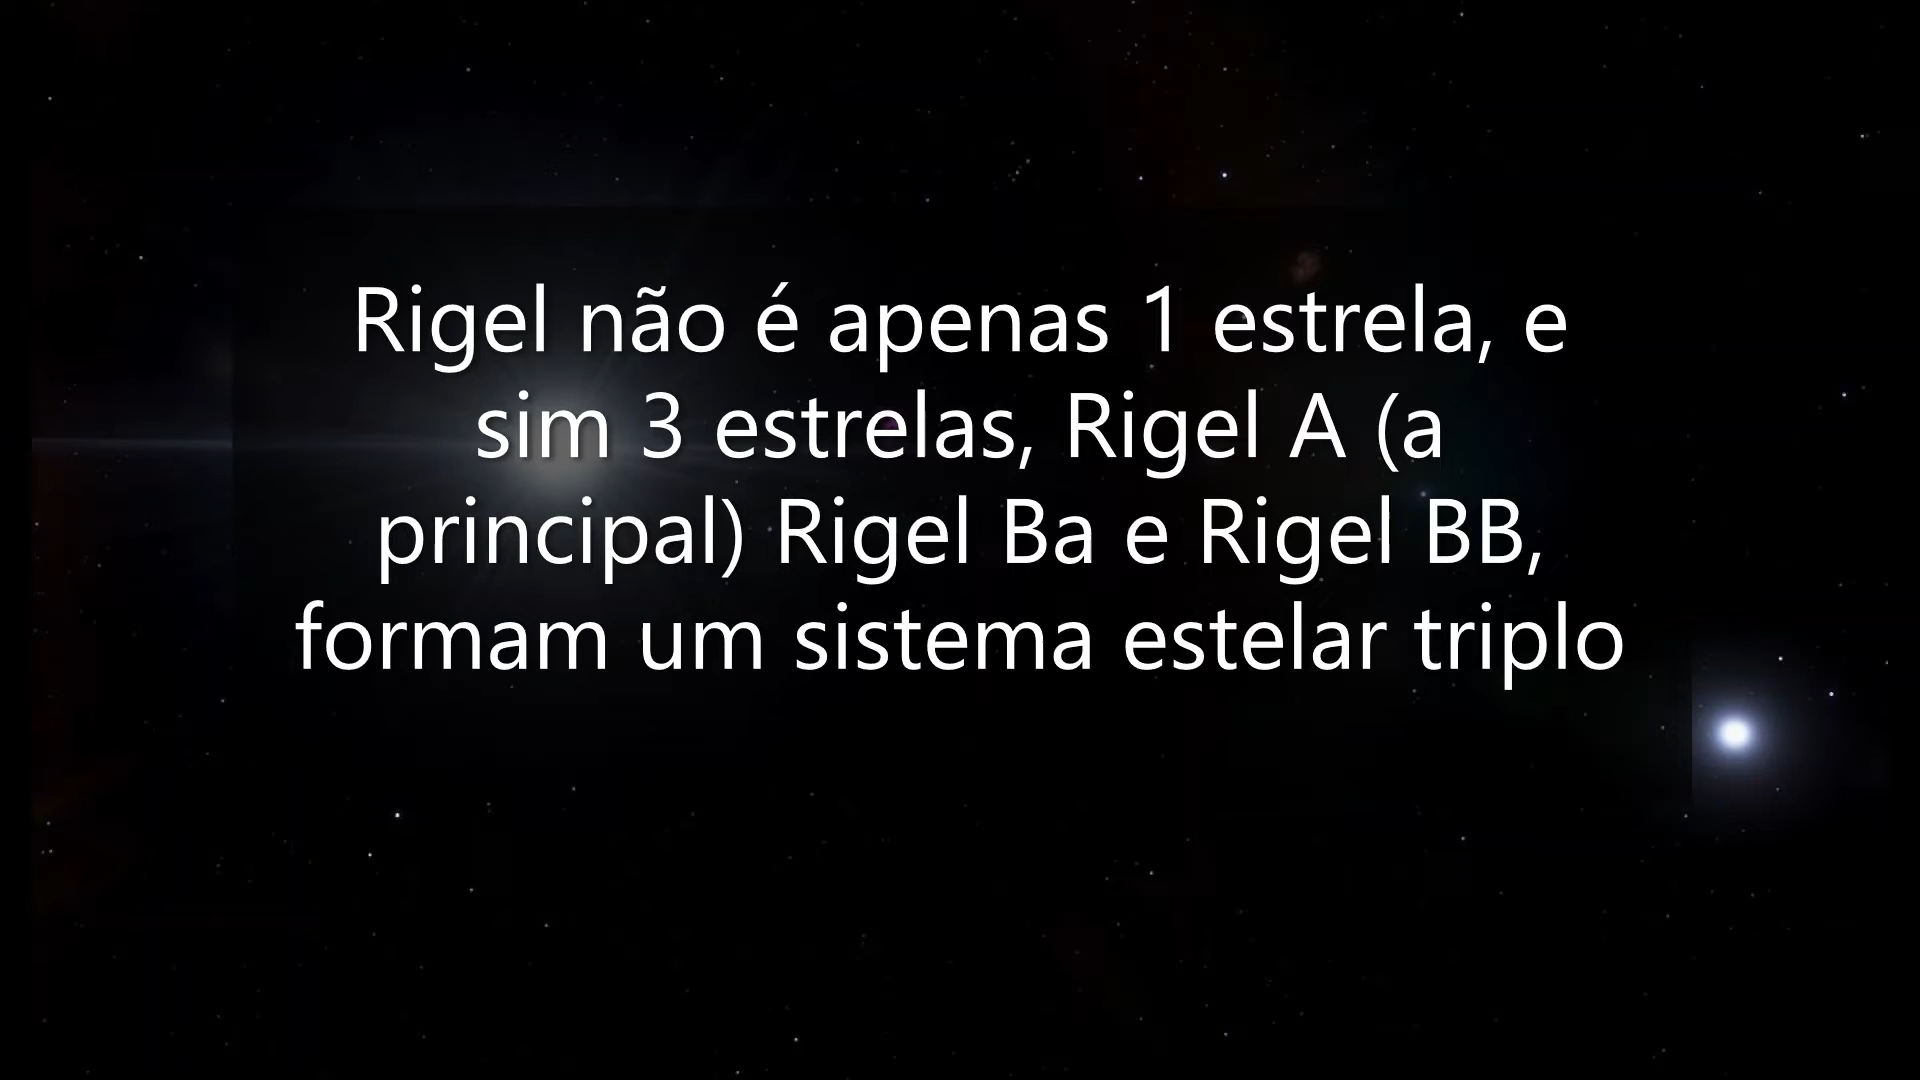 Rigel não é apenas 1 estrela, e
sim 3 estrelas, Rigel A (a
principal) Rigel Ba e Rigel BB,
formam um sistema estelar triplo